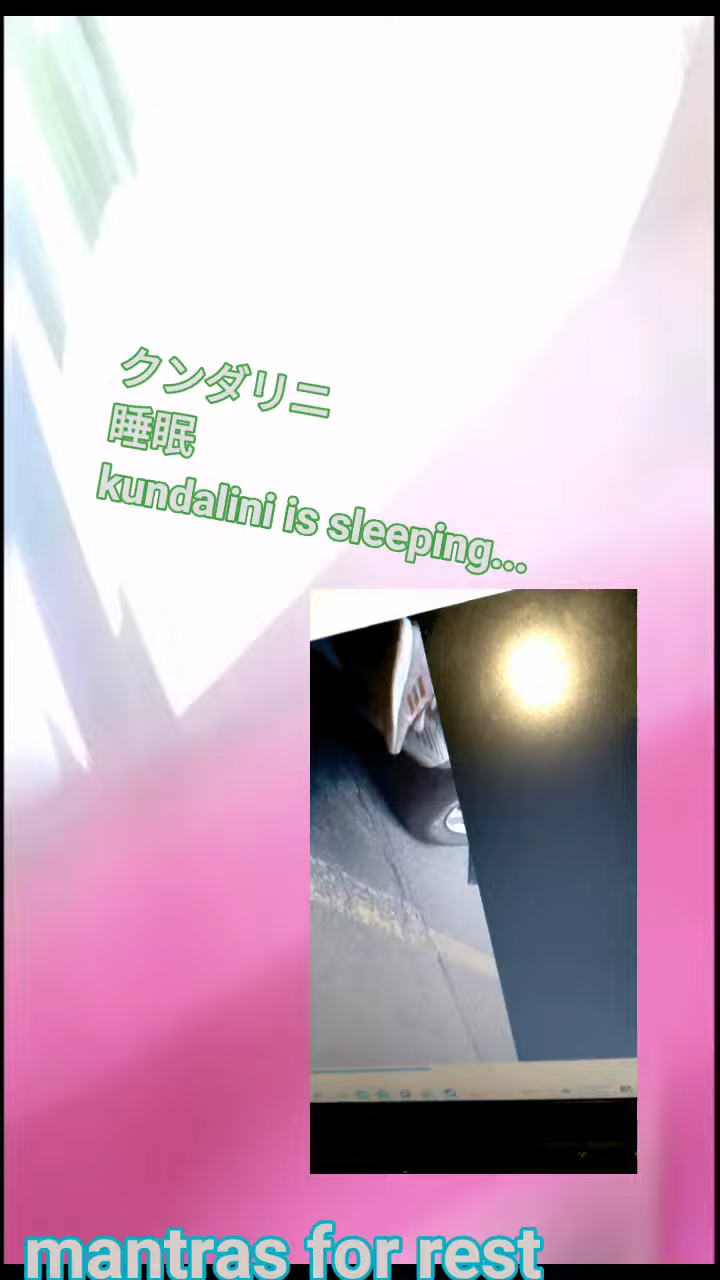 クンダリニ
睡眠
kundalini is sleeping...
mantras for rest